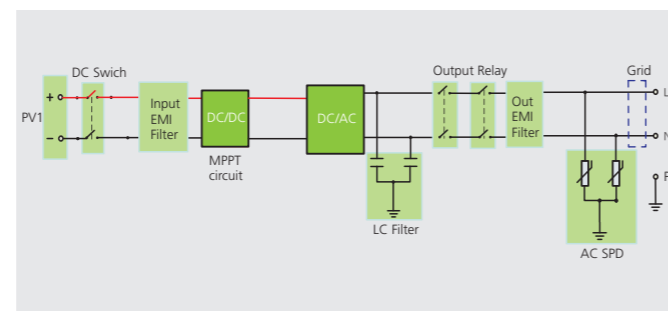 DC Swich
Output Relay
Grid
+
PV1
−
Input
EMI
Filter
DC/DC
MPPT
circuit
DC/AC
LC Filter
Out
EMI
Filter
L
N
AC SPD